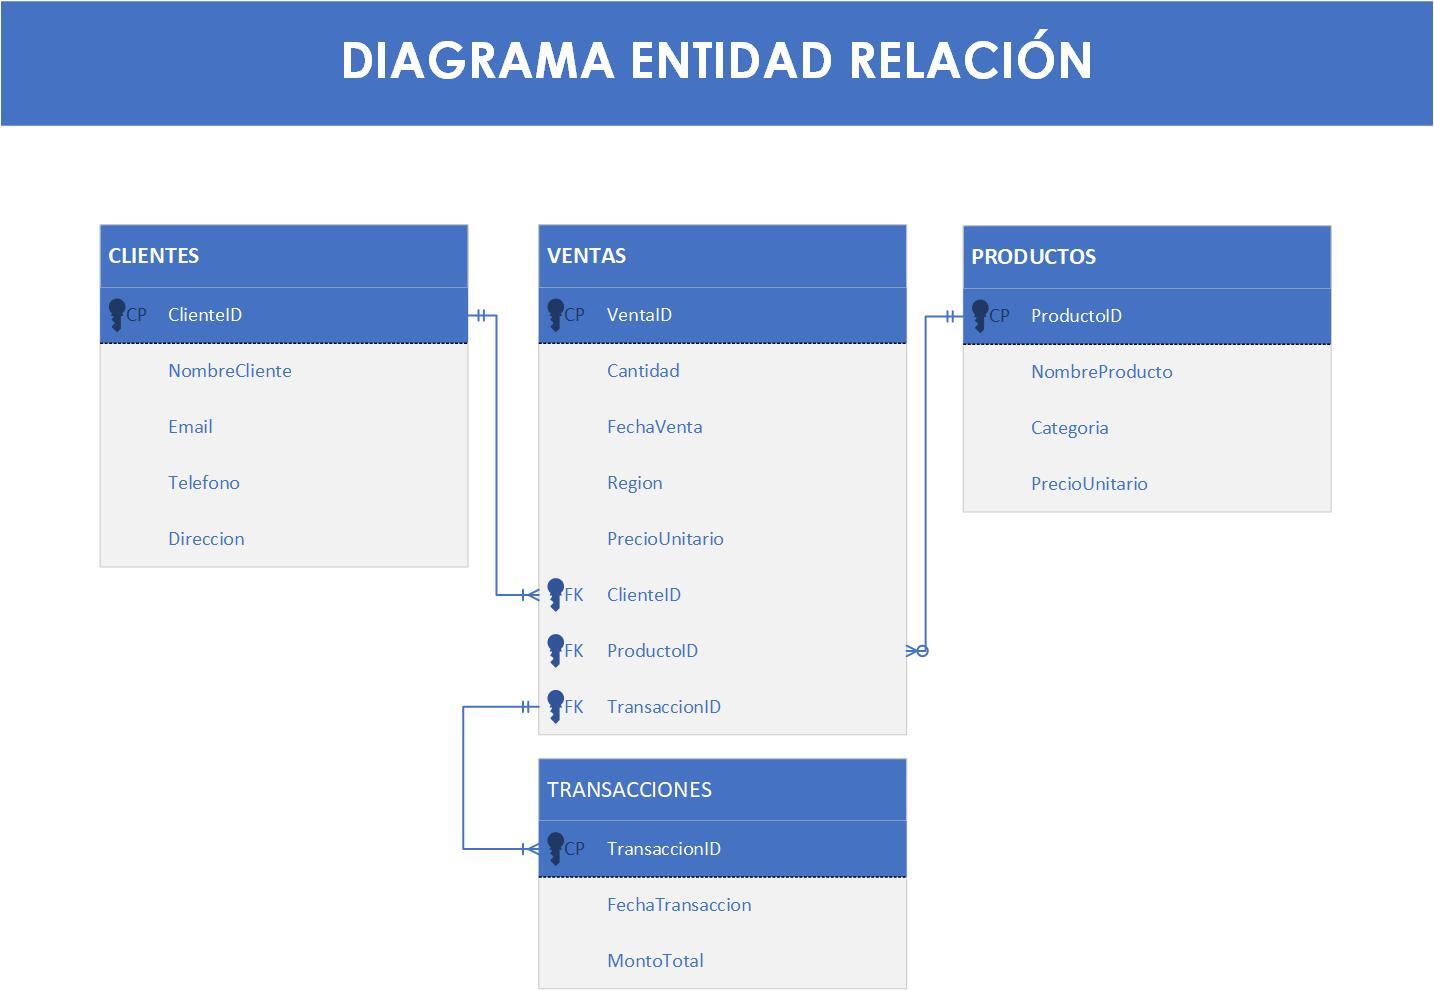 DIAGRAMA ENTIDAD RELACIÓN
CLIENTES
CP ClienteID
NombreCliente
Email
Telefono
Direccion
VENTAS
CP VentaID
Cantidad
FechaVenta
Region
PrecioUnitario
FK ClienteID
FK ProductoID
FK TransaccionID
PRODUCTOS
CP ProductoID
NombreProducto
Categoria
PrecioUnitario
TRANSACCIONES
CP TransaccionID
FechaTransaccion
MontoTotal